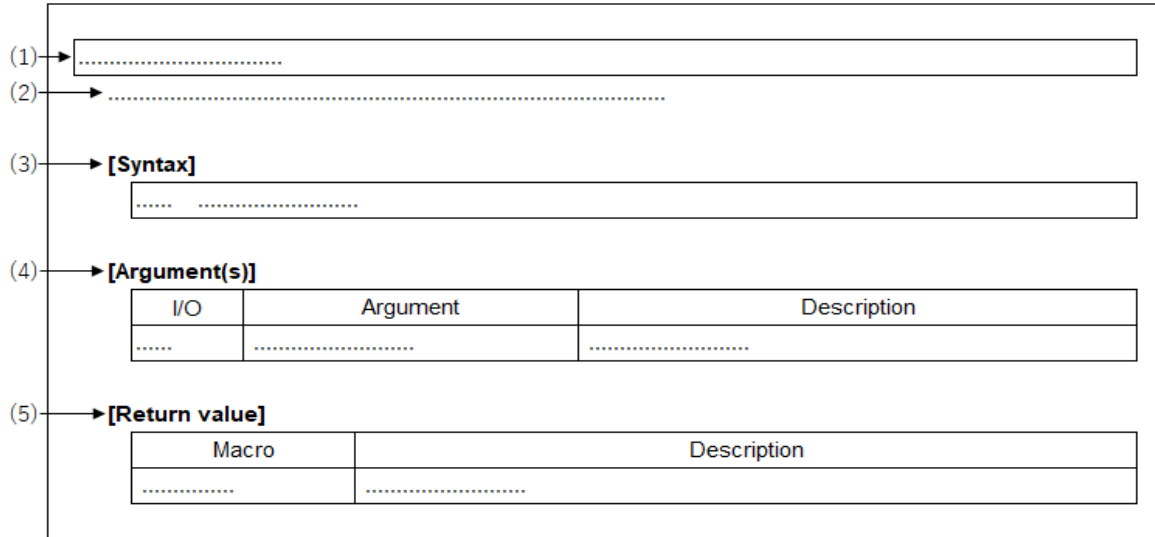 (1) ................................
(2) ..........................................................................................
(3) [Syntax]
...... ..........................
(4) [Argument(s)]
I/O Argument Description
...... .......................... ..........................
(5) [Return value]
Macro Description
............... ..........................